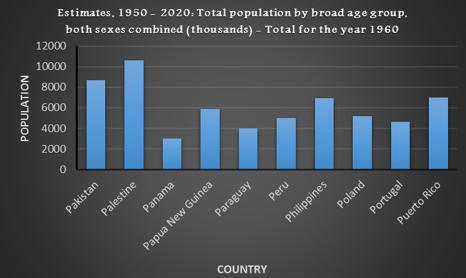 Estimates, 1950 – 2020: Total population by broad age group,
both sexes combined (thousands) – Total for the year 1960
12000
10000
8000
6000
4000
2000
0
POPULATION
Pakistan
Palestine
Panama
Papua New Guinea
Paraguay
Peru
Philippines
Poland
Portugal
Puerto Rico
COUNTRY